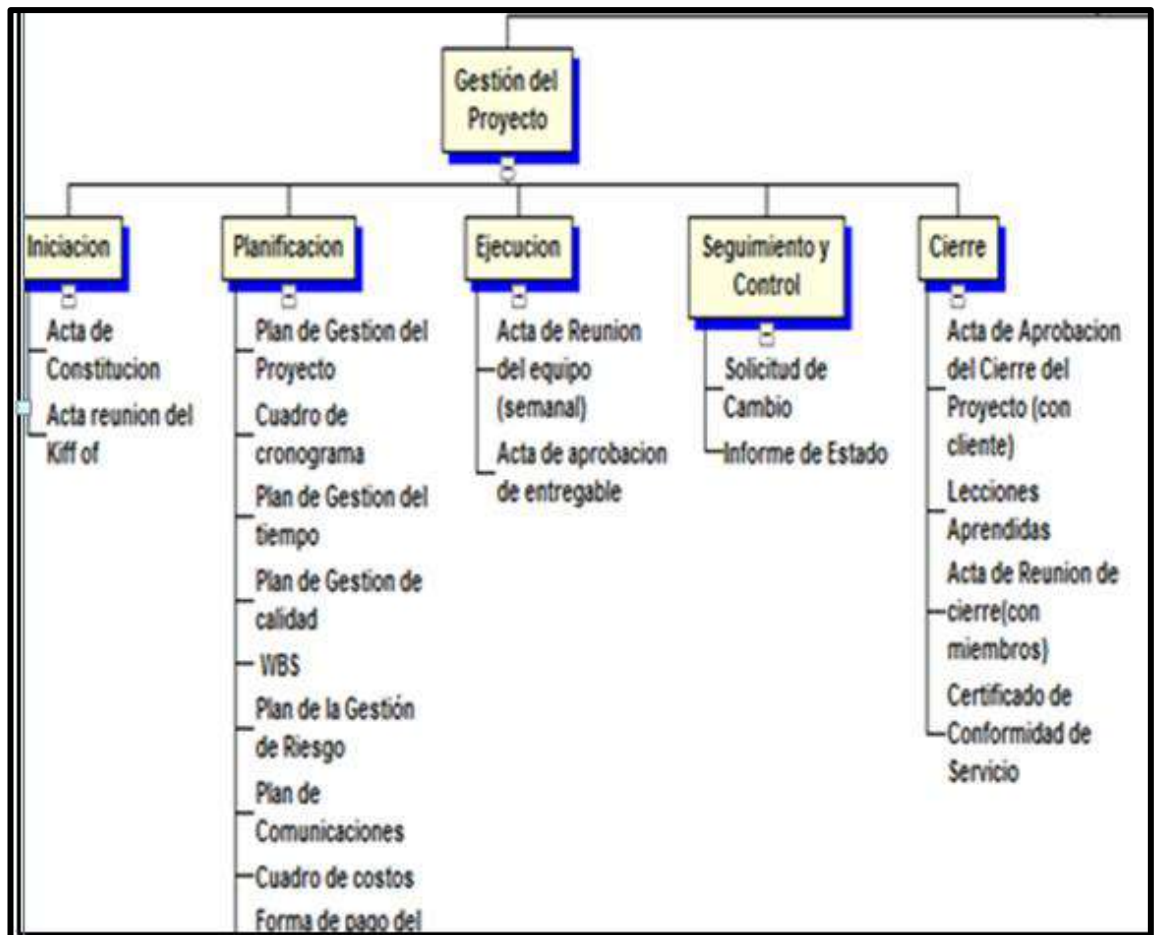 Gestión del
Proyecto
Iniciacion
Acta de
Constitucion
Acta reunion del
Kiff of
Planificacion
Plan de Gestion del
Proyecto
Cuadro de
cronograma
Plan de Gestion del
tiempo
Plan de Gestion de
calidad
WBS
Plan de la Gestión
de Riesgo
Plan de
Comunicaciones
Cuadro de costos
Forma de pago del
Ejecucion
Acta de Reunion
del equipo
(semanal)
Acta de aprobacion
de entregable
Seguimiento y
Control
Solicitud de
Cambio
Informe de Estado
Cierre
Acta de Aprobacion
del Cierre del
Proyecto (con
cliente)
Lecciones
Aprendidas
Acta de Reunion de
cierre(con
miembros)
Certificado de
Conformidad de
Servicio